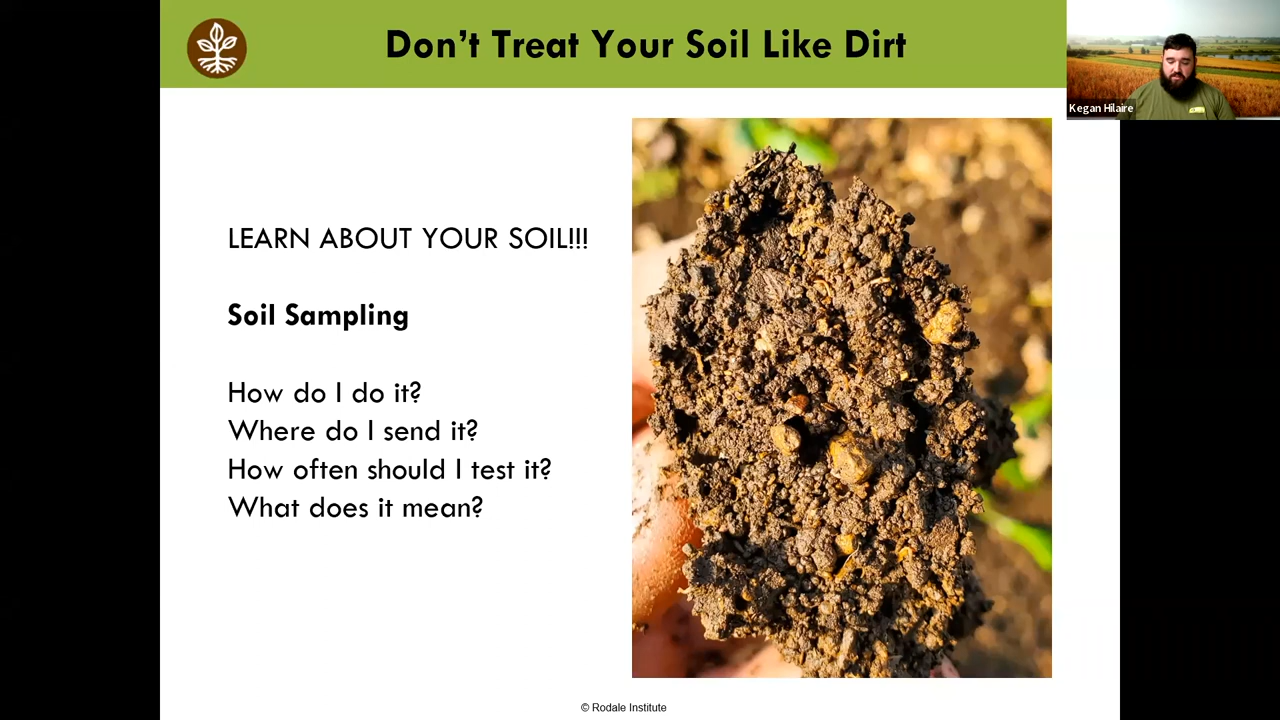 Don't Treat Your Soil Like Dirt
Kegan Hilaire
LEARN ABOUT YOUR SOIL!!!
Soil Sampling
How do I do it?
Where do I send it?
How often should I test it?
What does it mean?
© Rodale Institute